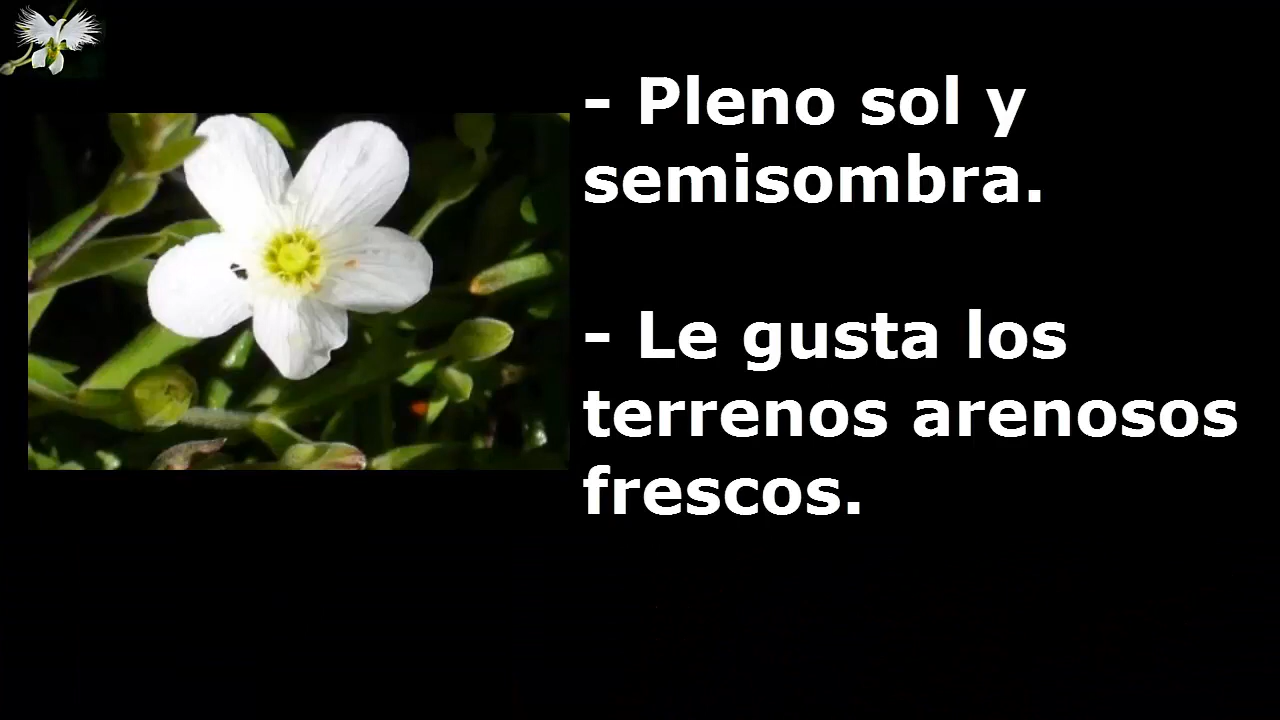 - Pleno sol y
semisombra.
- Le gusta los
terrenos arenosos
frescos.